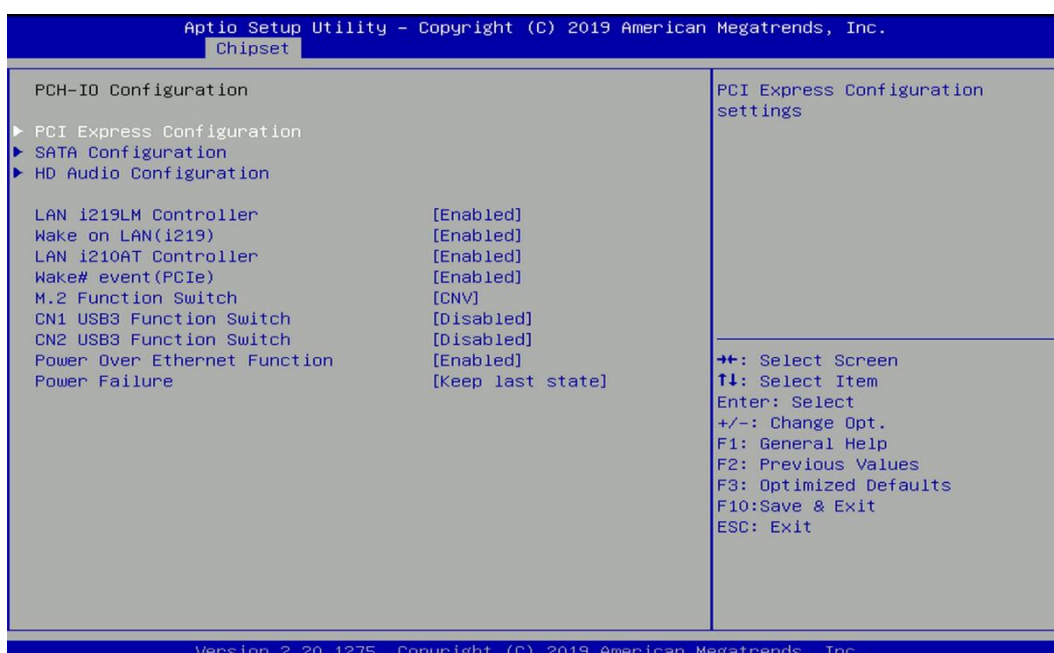 Aptio Setup Utility – Copyright (C) 2019 American Megatrends, Inc.
Chipset
PCH-IO Configuration
PCI Express Configuration
SATA Configuration
HD Audio Configuration
LAN i219LM Controller [Enabled]
Wake on LAN(i219) [Enabled]
LAN i210AT Controller [Enabled]
Wake# event(PCIe) [Enabled]
M.2 Function Switch [CNV]
CN1 USB3 Function Switch [Disabled]
CN2 USB3 Function Switch [Disabled]
Power Over Ethernet Function [Enabled]
Power Failure [Keep last state]
PCI Express Configuration
settings
→←: Select Screen
↑↓: Select Item
Enter: Select
+/-: Change Opt.
F1: General Help
F2: Previous Values
F3: Optimized Defaults
F10:Save & Exit
ESC: Exit
Version 2.20.1275. Copyright (C) 2019 American Megatrends, Inc.